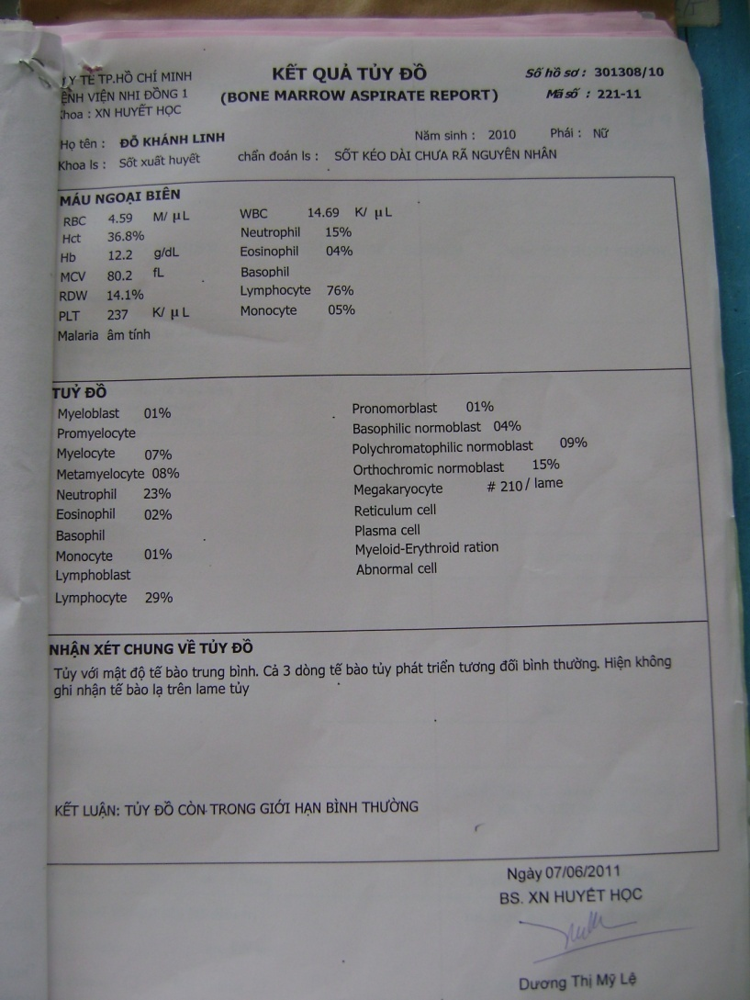 Y TẾ TP.HỒ CHÍ MINH
BỆNH VIỆN NHI ĐỒNG 1
Khoa : XN HUYẾT HỌC
KẾT QUẢ TỦY ĐỒ
(BONE MARROW ASPIRATE REPORT)
Số hồ sơ : 301308/10
Mã số : 221-11
Họ tên : ĐỖ KHÁNH LINH Năm sinh : 2010 Phái : Nữ
Khoa ls : Sốt xuất huyết chẩn đoán ls : SỐT KÉO DÀI CHƯA RÃ NGUYÊN NHÂN
MÁU NGOẠI BIÊN
RBC 4.59 M/ µL WBC 14.69 K/ µL
Hct 36.8% Neutrophil 15%
Hb 12.2 g/dL Eosinophil 04%
MCV 80.2 fL Basophil
RDW 14.1% Lymphocyte 76%
PLT 237 K/ µL Monocyte 05%
Malaria âm tính
TUỶ ĐỒ
Myeloblast 01% Pronomorblast 01%
Promyelocyte Basophilic normoblast 04%
Myelocyte 07% Polychromatophilic normoblast 09%
Metamyelocyte 08% Orthochromic normoblast 15%
Neutrophil 23% Megakaryocyte # 210/ lame
Eosinophil 02% Reticulum cell
Basophil Plasma cell
Monocyte 01% Myeloid-Erythroid ration
Lymphoblast Abnormal cell
Lymphocyte 29%
NHẬN XÉT CHUNG VỀ TỦY ĐỒ
Tủy với mật độ tế bào trung bình. Cả 3 dòng tế bào tủy phát triển tương đối bình thường. Hiện không
ghi nhận tế bào lạ trên lame tủy
KẾT LUẬN: TỦY ĐỒ CÒN TRONG GIỚI HẠN BÌNH THƯỜNG
Ngày 07/06/2011
BS. XN HUYẾT HỌC
Dương Thị Mỹ Lệ